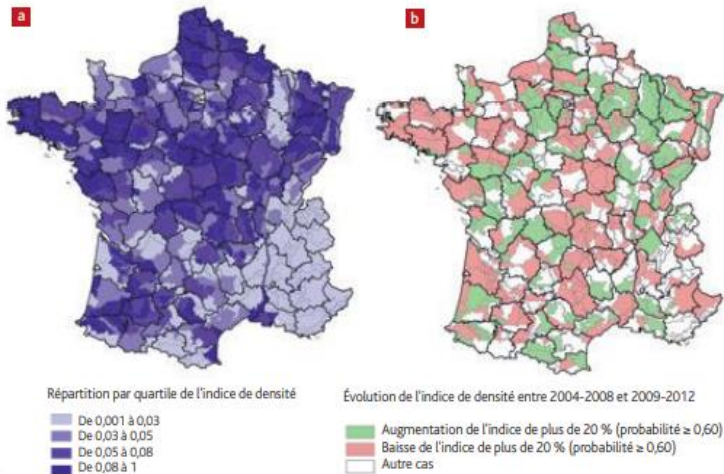 a
b
Répartition par quartile de l'indice de densité
De 0,001 à 0,03
De 0,03 à 0,05
De 0,05 à 0,08
De 0,08 à 1
Évolution de l'indice de densité entre 2004-2008 et 2009-2012
Augmentation de l'indice de plus de 20 % (probabilité ≥ 0,60)
Baisse de l'indice de plus de 20 % (probabilité ≥ 0,60)
Autre cas